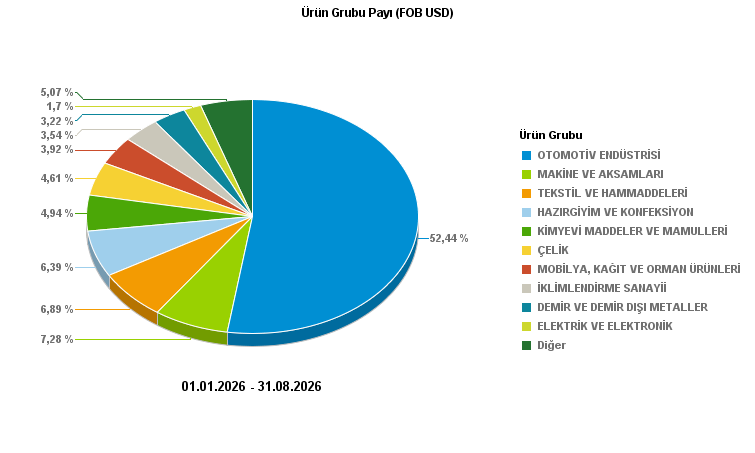 Ürün Grubu Payı (FOB USD)
5,07 %
1,7 %
3,22 %
3,54 %
3,92 %
4,61 %
4,94 %
6,39 %
6,89 %
7,28 %
52,44 %
Ürün Grubu
OTOMOTİV ENDÜSTRİSİ
MAKİNE VE AKSAMLARI
TEKSTİL VE HAMMADDELERİ
HAZIRGİYİM VE KONFEKSİYON
KİMYEVİ MADDELER VE MAMULLERİ
ÇELİK
MOBİLYA, KAĞIT VE ORMAN ÜRÜNLERİ
İKLİMLENDİRME SANAYİİ
DEMİR VE DEMİR DIŞI METALLER
ELEKTRİK VE ELEKTRONİK
Diğer
01.01.2026 - 31.08.2026